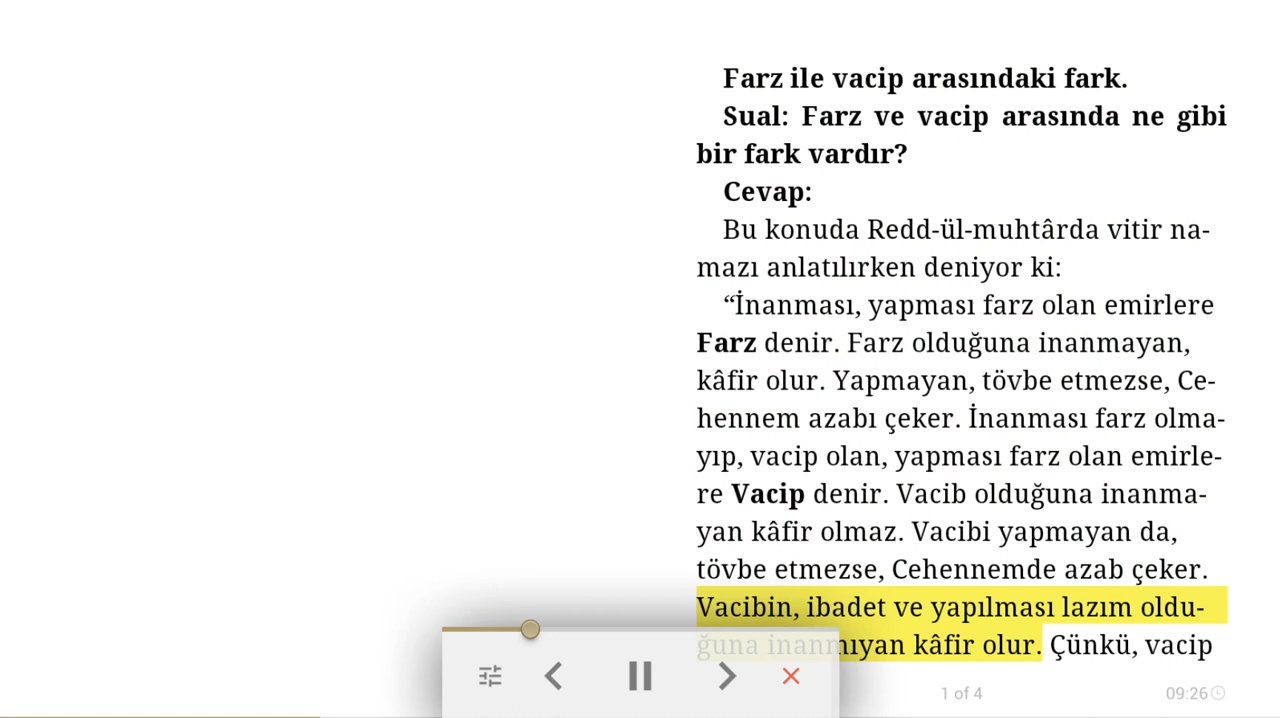 Farz ile vacip arasındaki fark.
Sual: Farz ve vacip arasında ne gibi
bir fark vardır?
Cevap:
Bu konuda Redd-ül-muhtârda vitir na-
mazı anlatılırken deniyor ki:
“İnanması, yapması farz olan emirlere
Farz denir. Farz olduğuna inanmayan,
kâfir olur. Yapmayan, tövbe etmezse, Ce-
hennem azabı çeker. İnanması farz olma-
yıp, vacip olan, yapması farz olan emirle-
re Vacip denir. Vacib olduğuna inanma-
yan kâfir olmaz. Vacibi yapmayan da,
tövbe etmezse, Cehennemde azab çeker.
Vacibin, ibadet ve yapılması lazım oldu-
ğuna inanmıyan kâfir olur. Çünkü, vacip
1 of 4
09:26